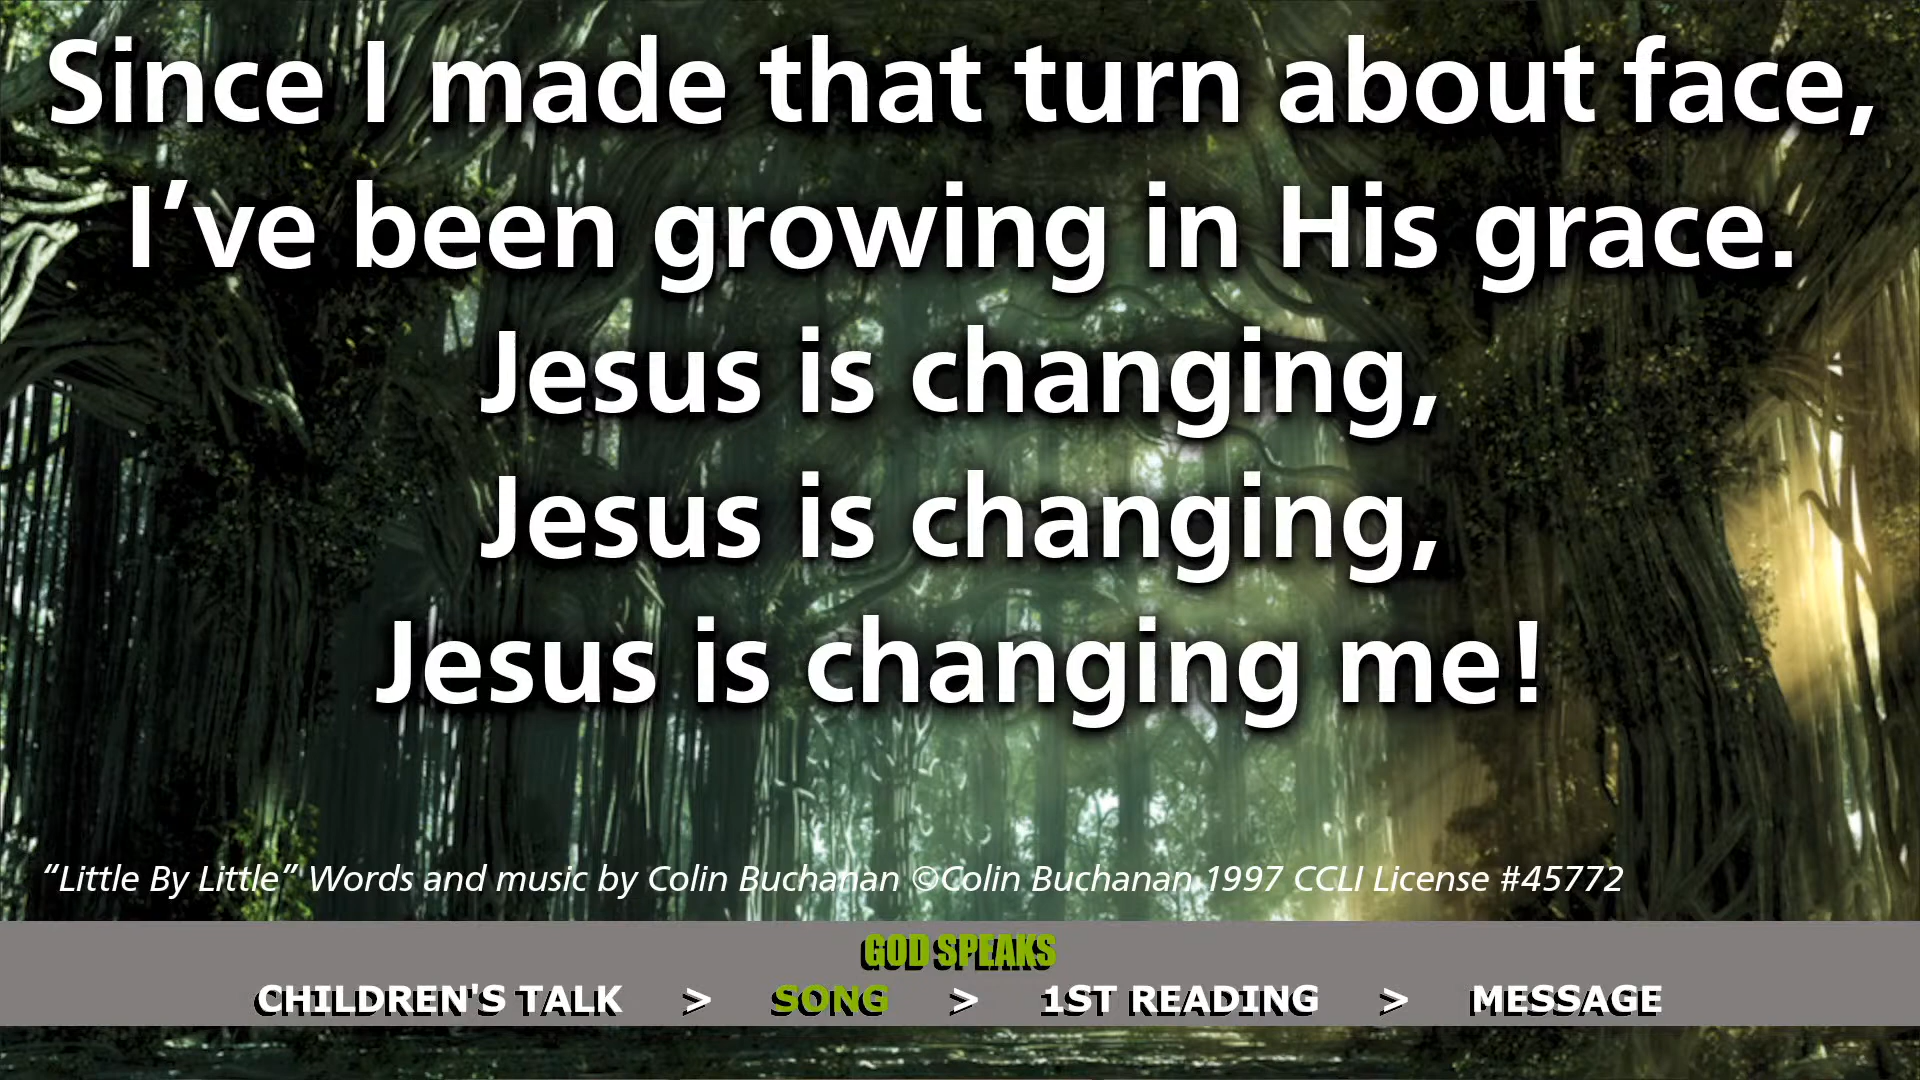 Since I made that turn about face,
I’ve been growing in His grace.
Jesus is changing,
Jesus is changing,
Jesus is changing me!
“Little By Little” Words and music by Colin Buchanan ©Colin Buchanan 1997 CCLI License #45772
GOD SPEAKS
CHILDREN'S TALK > SONG > 1ST READING > MESSAGE